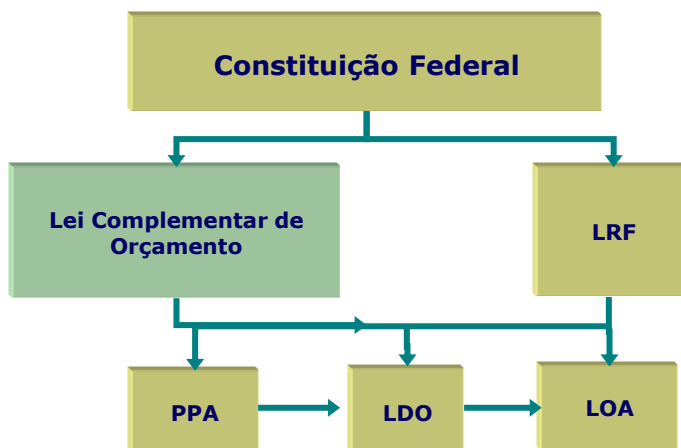 Constituição Federal
Lei Complementar de
Orçamento
LRF
PPA
LDO
LOA